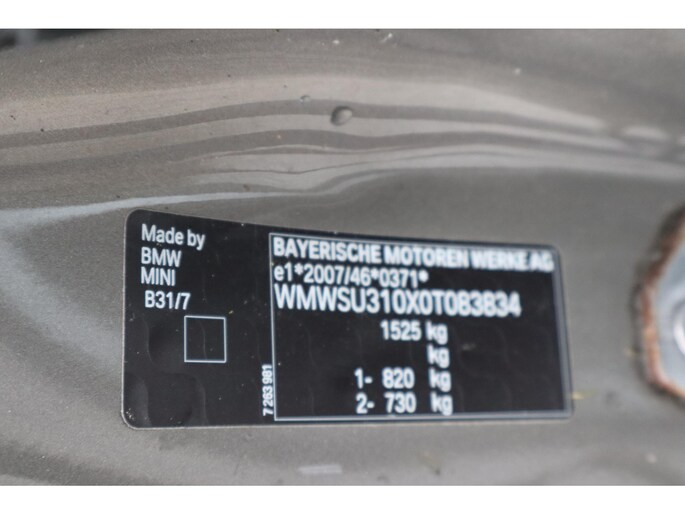 Made by
BMW
MINI
B31/7
7 263 981
BAYERISCHE MOTOREN WERKE AG
e1*2007/46*0371*
WMWSU310X0T083834
1525 kg
kg
1- 820 kg
2- 730 kg